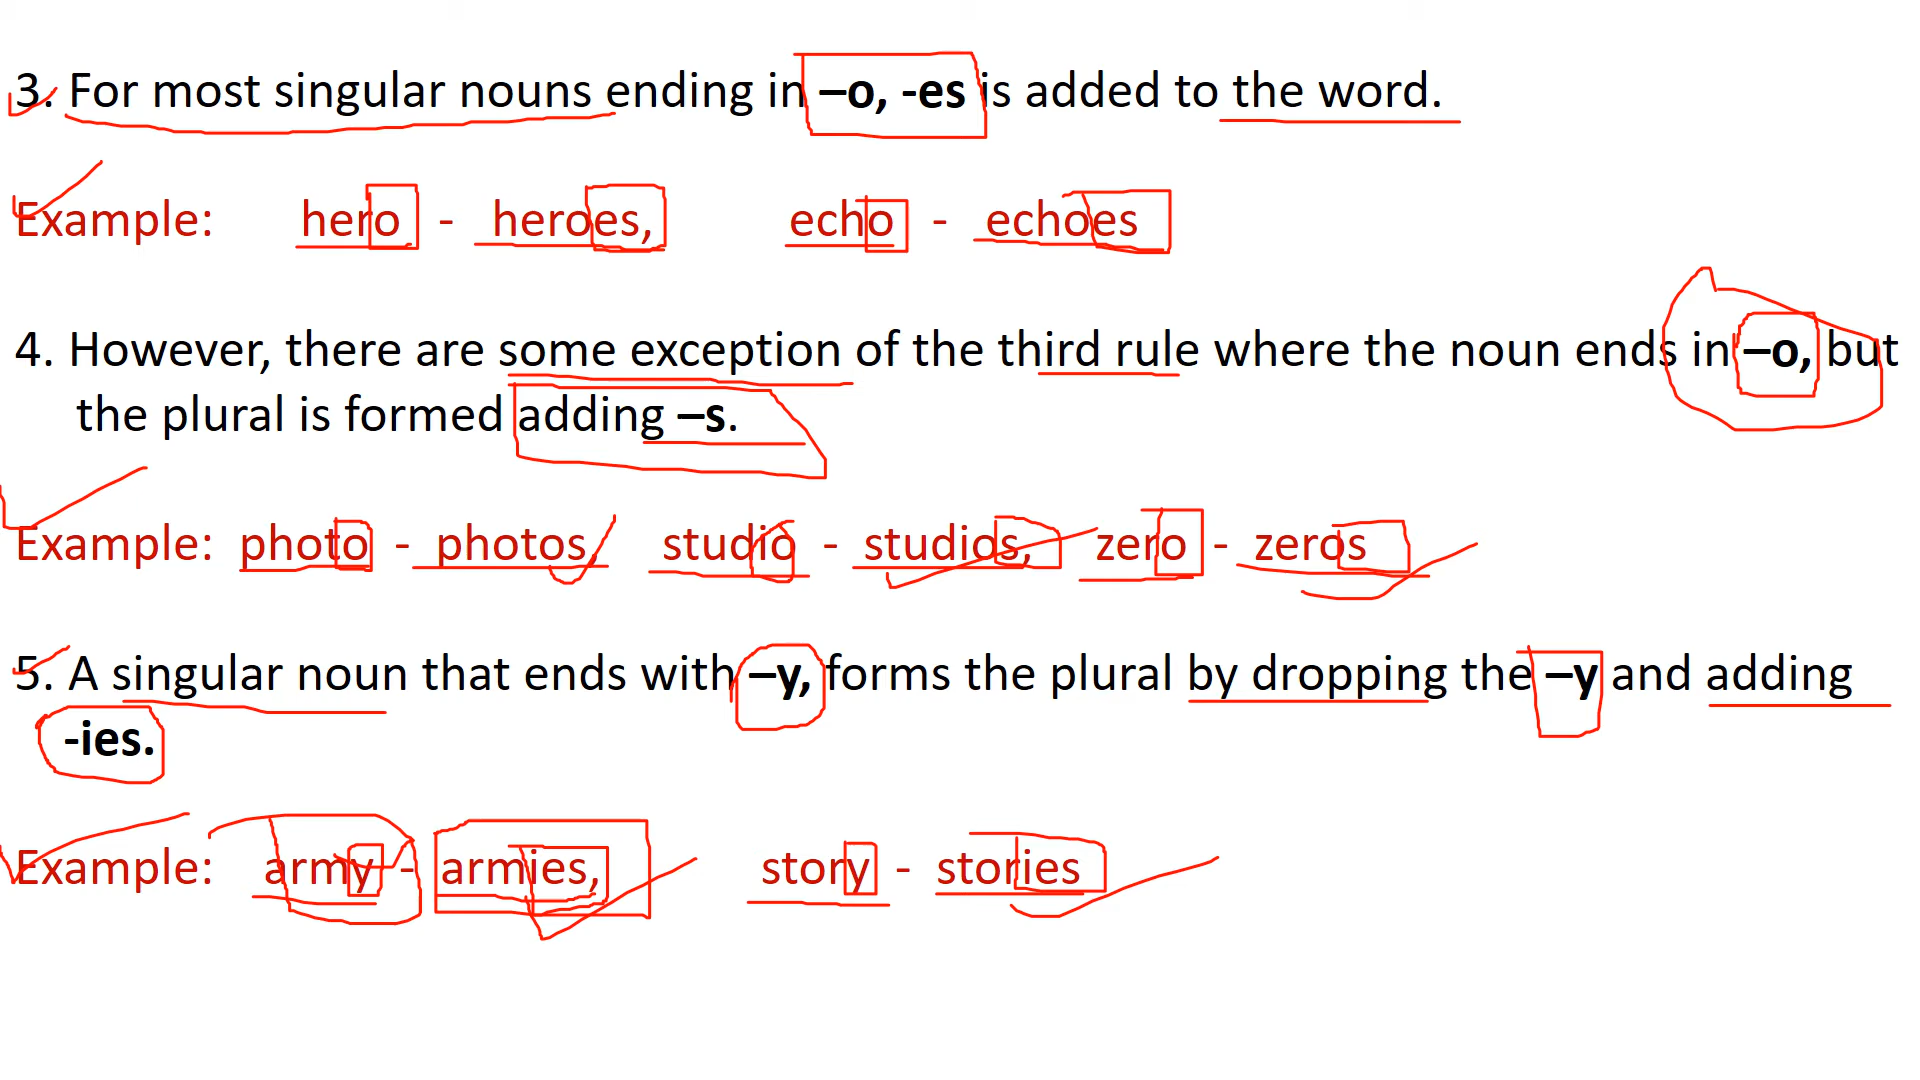 3. For most singular nouns ending in –o, -es is added to the word.
Example: hero - heroes, echo - echoes
4. However, there are some exception of the third rule where the noun ends in –o, but
the plural is formed adding –s.
Example: photo - photos, studio - studios, zero - zeros
5. A singular noun that ends with –y, forms the plural by dropping the –y and adding
-ies.
Example: army - armies, story - stories